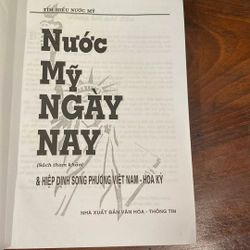 TÌM HIỂU NƯỚC MỸ
Nước
Mỹ NGÀY
NAY
(Sách tham khảo)
& HIỆP ĐỊNH SONG PHƯƠNG VIỆT NAM - HOA KỲ
NHÀ XUẤT BẢN VĂN HÓA - THÔNG TIN